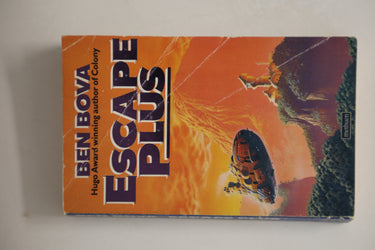 BEN BOVA
Hugo Award winning author of Colony
ESCAPE
PLUS